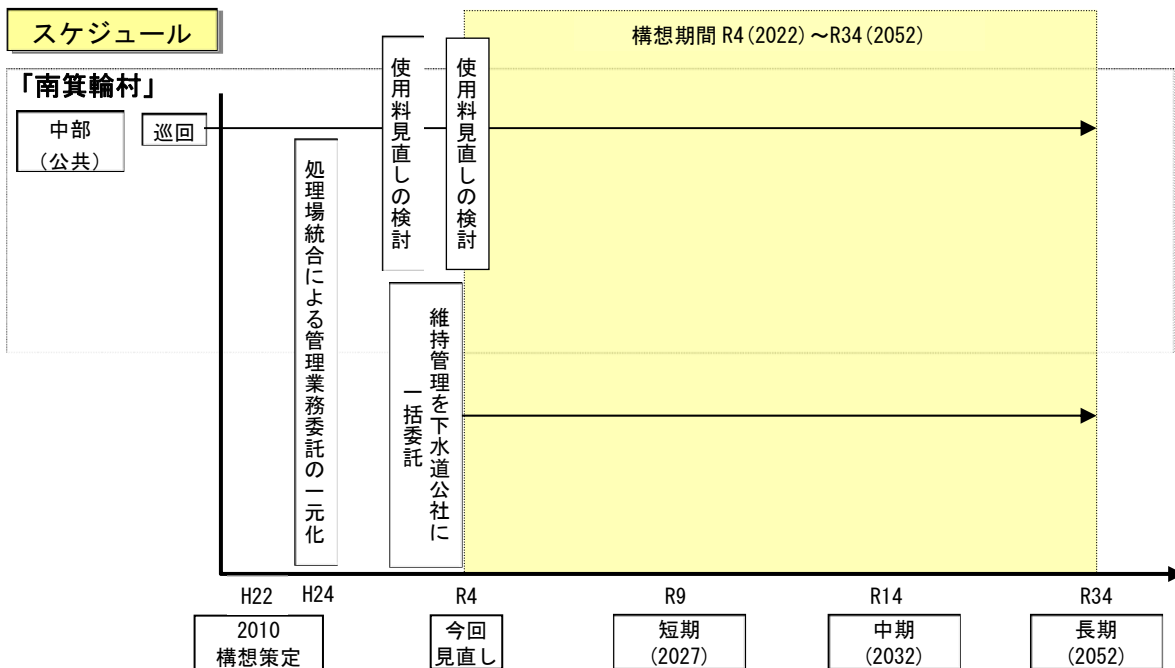 スケジュール
構想期間 R4(2022)～R34(2052)
「南箕輪村」
中部
(公共)
巡回
処理場統合による管理業務委託の一元化
使用料見直しの検討
使用料見直しの検討
維持管理を下水道公社に
一括委託
H22
H24
R4
R9
R14
R34
2010
構想策定
今回
見直し
短期
(2027)
中期
(2032)
長期
(2052)